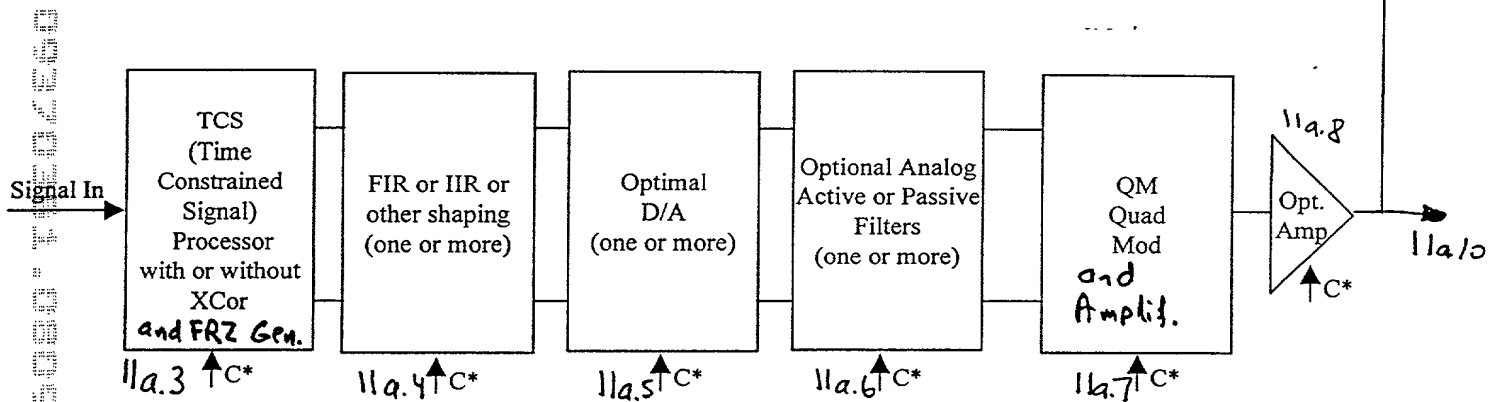 Signal In
TCS
(Time
Constrained
Signal)
Processor
with or without
XCor
and FRZ Gen.
11a.3
C*
FIR or IIR or
other shaping
(one or more)
11a.4
C*
Optimal
D/A
(one or more)
11a.5
C*
Optional Analog
Active or Passive
Filters
(one or more)
11a.6
C*
QM
Quad
Mod
and
Amplif.
11a.7
C*
11a.8
Opt.
Amp
C*
11a10